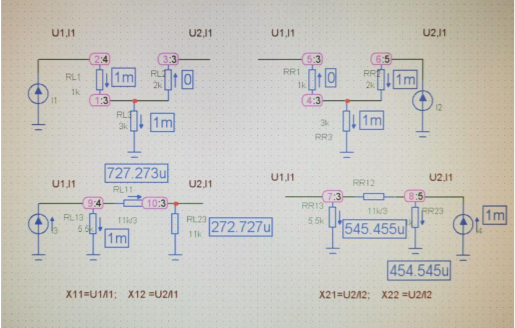 U1,I1 U2,I1 U1,I1 U2,I1
2:4 3:3 5:3 6:5
RL1 1m RL2 0 RR1 0 RR2 1m
1k 2k 1k 2k
I1 1:3 4:3 I2
RL3 1m 3k 1m
3k RR3
727.273u
U1,I1 RL11 U2,I1 U1,I1 RR12 U2,I1
9:4 10:3 7:3 8:5
I3 RL13 11k/3 RL23 272.727u RR13 11k/3 RR23 I4 1m
5.5k 1m 11k 5.5k 545.455u
454.545u
X11=U1/I1; X12 =U2/I1 X21=U2/I2; X22 =U2/I2